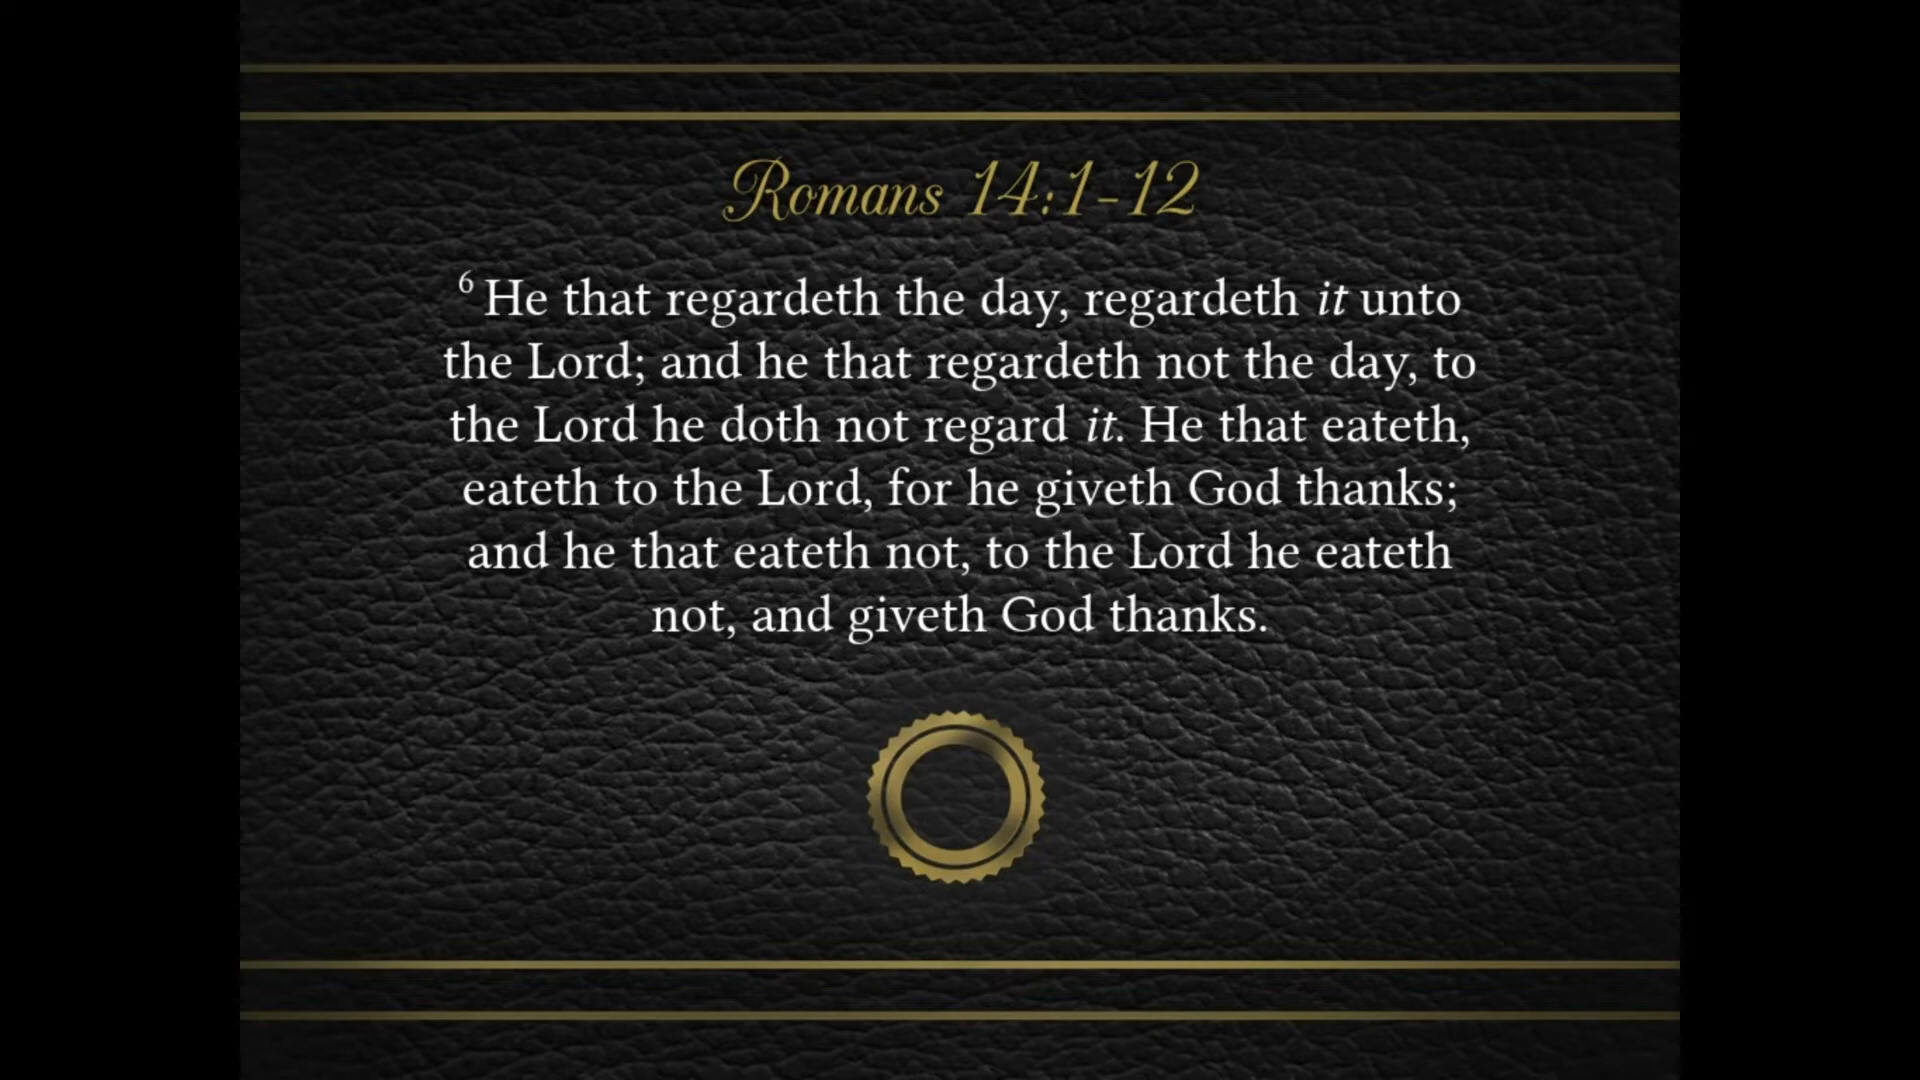 Romans 14:1-12
6 He that regardeth the day, regardeth it unto
the Lord; and he that regardeth not the day, to
the Lord he doth not regard it. He that eateth,
eateth to the Lord, for he giveth God thanks;
and he that eateth not, to the Lord he eateth
not, and giveth God thanks.